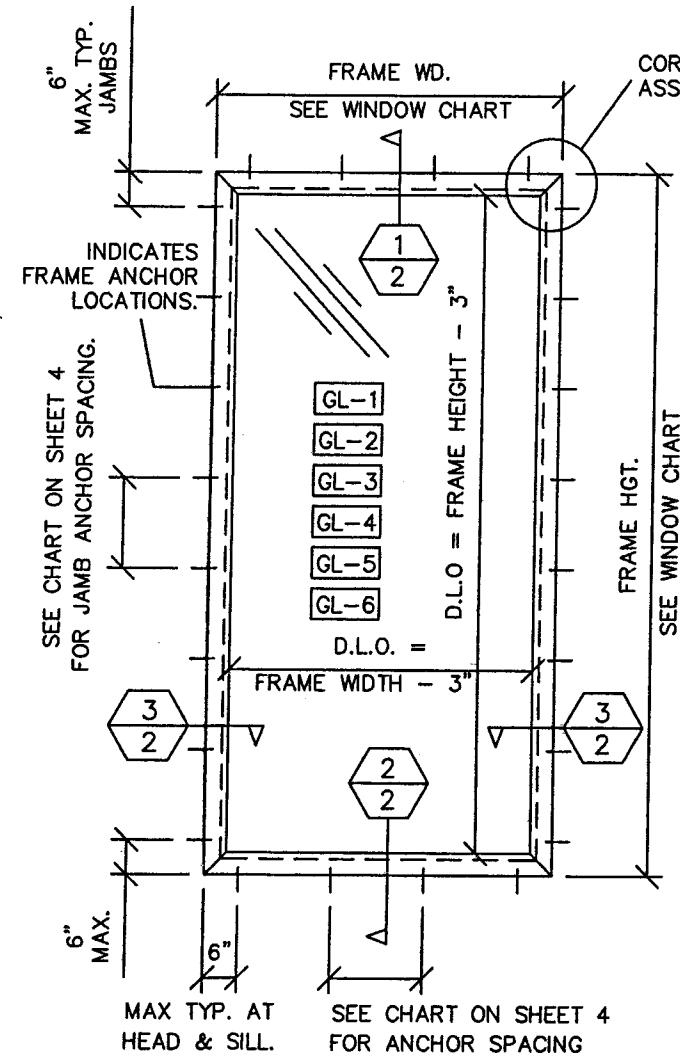 6"
MAX. TYP.
JAMBS
FRAME WD.
SEE WINDOW CHART
COR
ASS
INDICATES
FRAME ANCHOR
LOCATIONS.
1
2
SEE CHART ON SHEET 4
FOR JAMB ANCHOR SPACING.
GL-1
GL-2
GL-3
GL-4
GL-5
GL-6
D.L.O = FRAME HEIGHT - 3"
FRAME HGT.
SEE WINDOW CHART
D.L.O. =
FRAME WIDTH - 3"
3
2
3
2
2
2
6"
MAX.
6"
MAX TYP. AT
HEAD & SILL.
SEE CHART ON SHEET 4
FOR ANCHOR SPACING